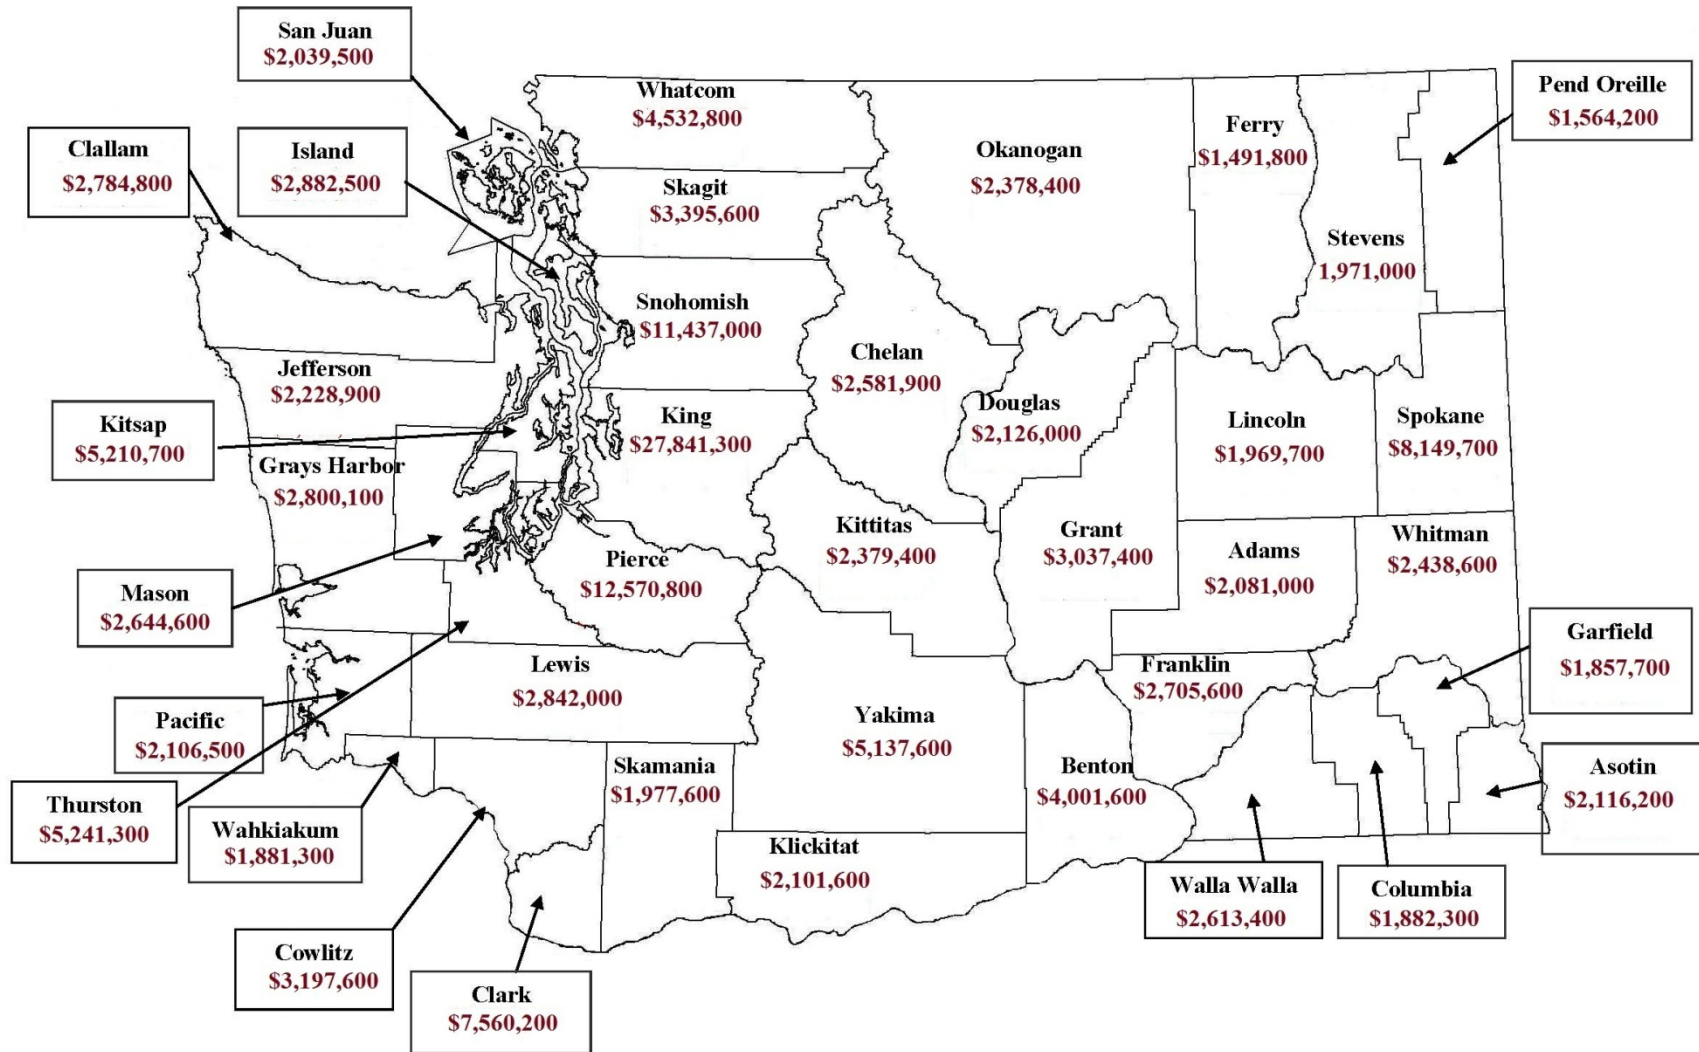 San Juan
$2,039,500
Whatcom
$4,532,800
Pend Oreille
$1,564,200
Ferry
$1,491,800
Clallam
$2,784,800
Island
$2,882,500
Okanogan
$2,378,400
Skagit
$3,395,600
Stevens
1,971,000
Snohomish
$11,437,000
Chelan
$2,581,900
Jefferson
$2,228,900
Kitsap
$5,210,700
King
$27,841,300
Douglas
$2,126,000
Lincoln
$1,969,700
Spokane
$8,149,700
Grays Harbor
$2,800,100
Kittitas
$2,379,400
Grant
$3,037,400
Adams
$2,081,000
Whitman
$2,438,600
Pierce
$12,570,800
Mason
$2,644,600
Garfield
$1,857,700
Lewis
$2,842,000
Franklin
$2,705,600
Pacific
$2,106,500
Yakima
$5,137,600
Thurston
$5,241,300
Wahkiakum
$1,881,300
Skamania
$1,977,600
Benton
$4,001,600
Asotin
$2,116,200
Klickitat
$2,101,600
Walla Walla
$2,613,400
Columbia
$1,882,300
Cowlitz
$3,197,600
Clark
$7,560,200